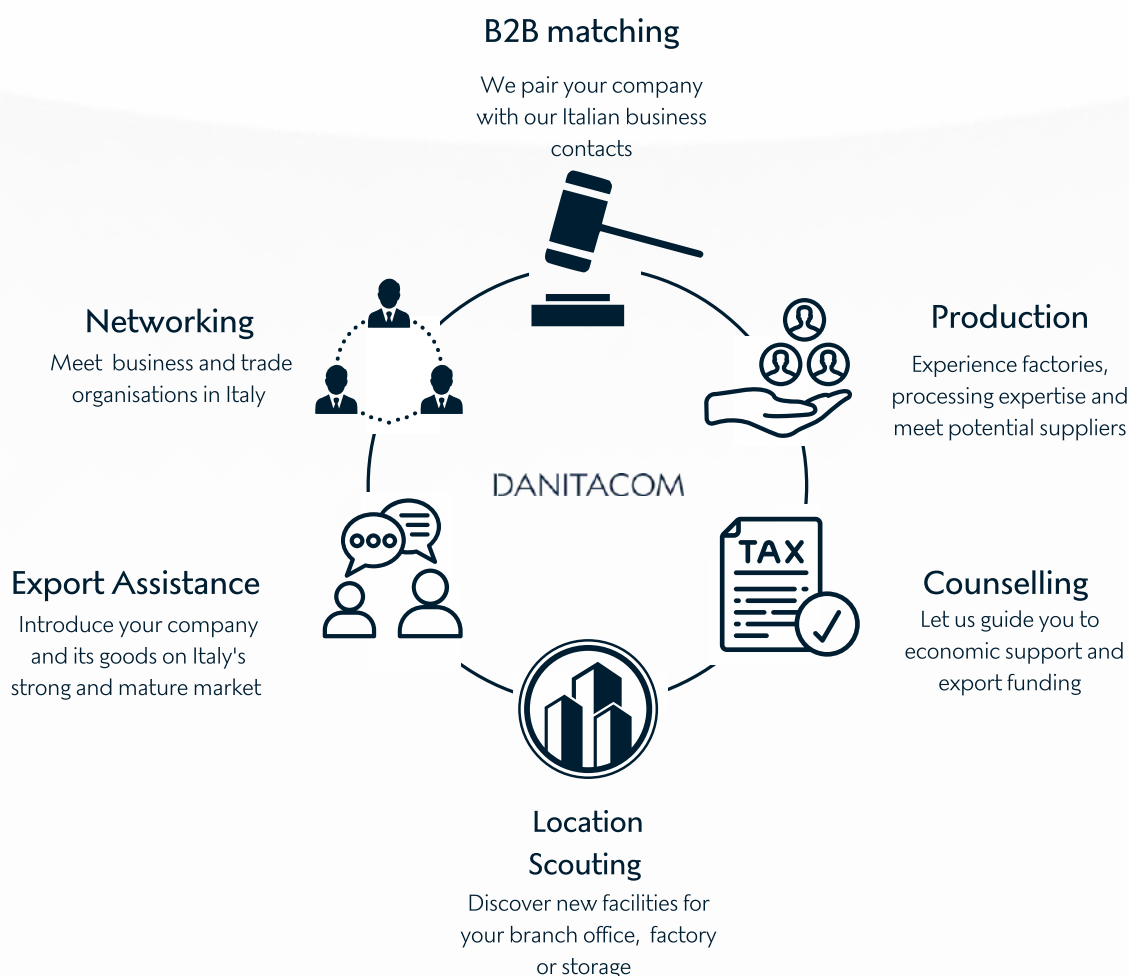 B2B matching
We pair your company
with our Italian business
contacts
Networking
Meet  business and trade
organisations in Italy
Production
Experience factories,
processing expertise and
meet potential suppliers
DANITACOM
Export Assistance
Introduce your company
and its goods on Italy's
strong and mature market
TAX
Counselling
Let us guide you to
economic support and
export funding
Location
Scouting
Discover new facilities for
your branch office,  factory
or storage